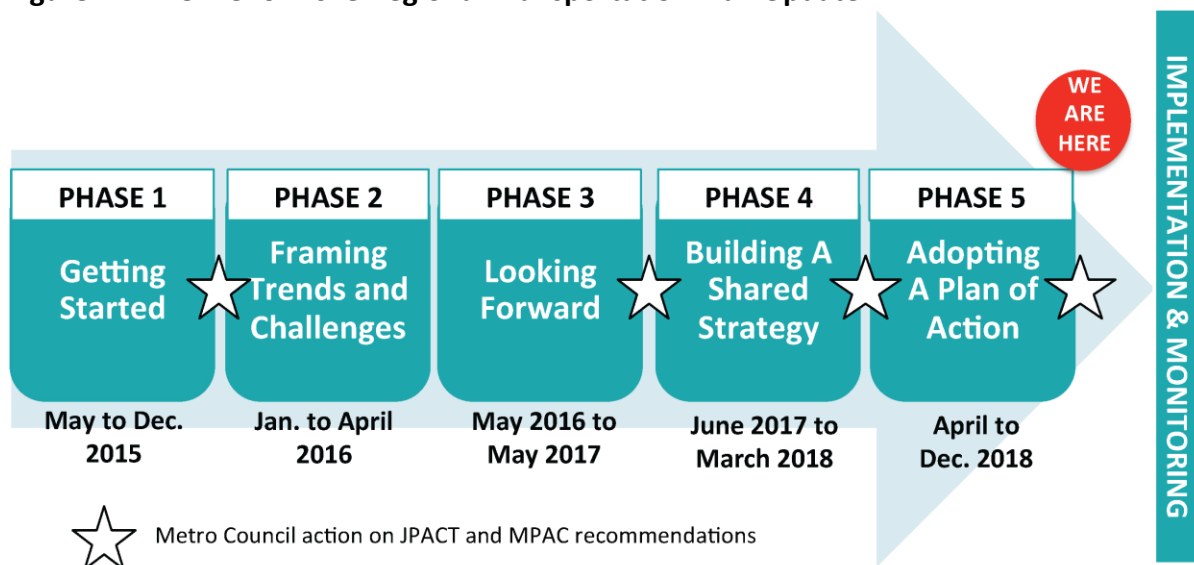 WE
ARE
HERE
PHASE 1
PHASE 2
PHASE 3
PHASE 4
PHASE 5
Getting
Started
Framing
Trends and
Challenges
Looking
Forward
Building A
Shared
Strategy
Adopting
A Plan of
Action
May to Dec.
2015
Jan. to April
2016
May 2016 to
May 2017
June 2017 to
March 2018
April to
Dec. 2018
IMPLEMENTATION & MONITORING
Metro Council action on JPACT and MPAC recommendations